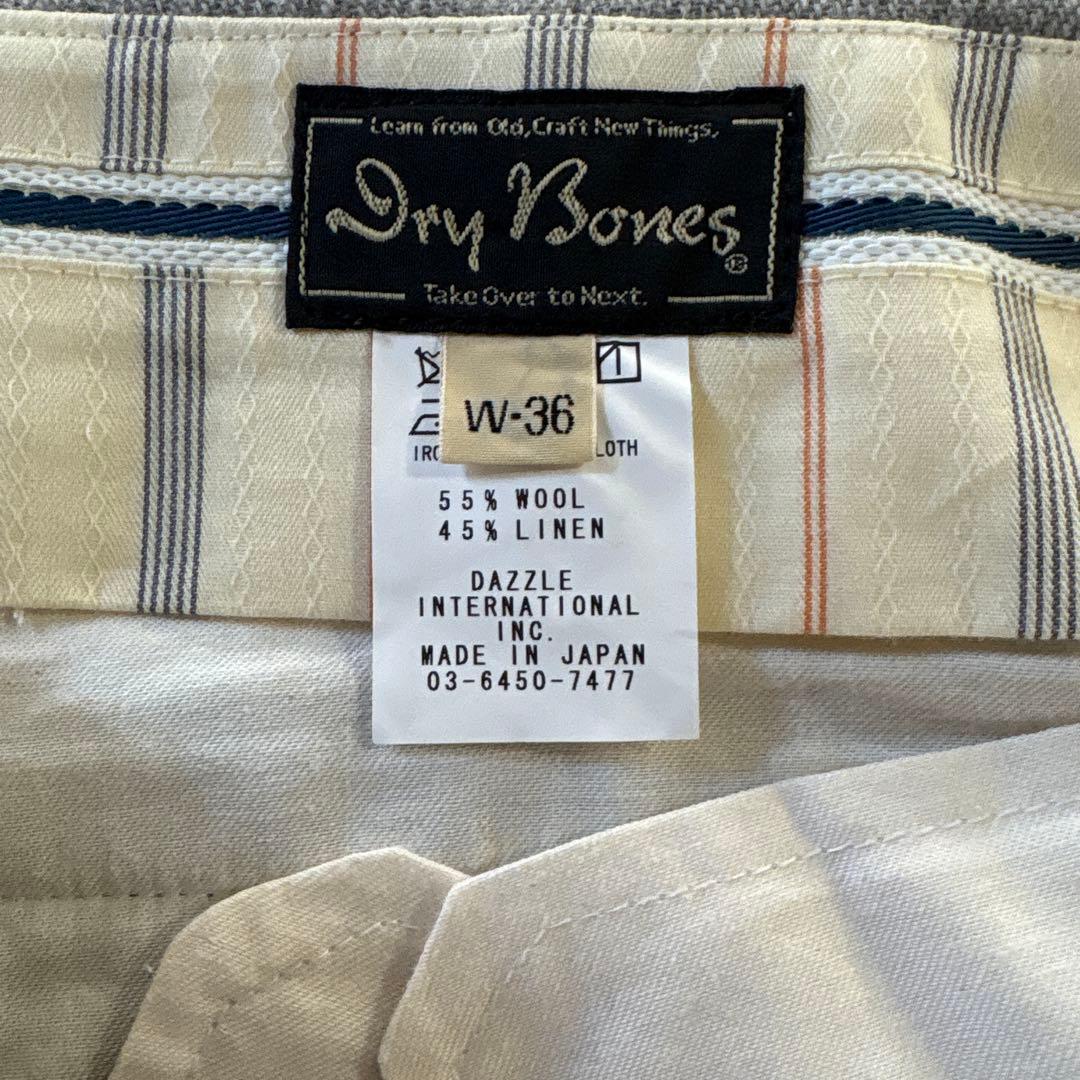 Learn from Old, Craft New Things.
Dry Bones®
Take Over to Next.
W-36
55% WOOL
45% LINEN
DAZZLE
INTERNATIONAL
INC.
MADE IN JAPAN
03-6450-7477